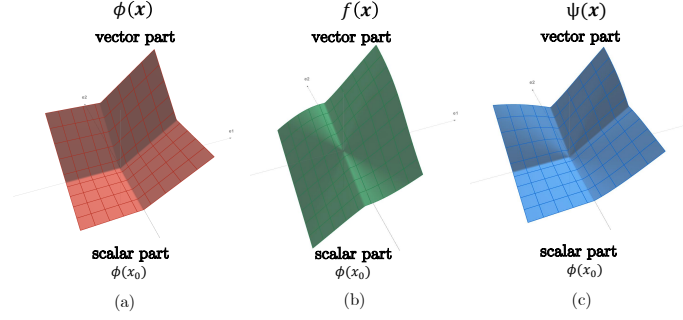 ϕ(x) f(x) ψ(x)
vector part vector part vector part
e2 e1
e2 e1
e2
scalar part scalar part scalar part
ϕ(x₀) ϕ(x₀) ϕ(x₀)
(a) (b) (c)